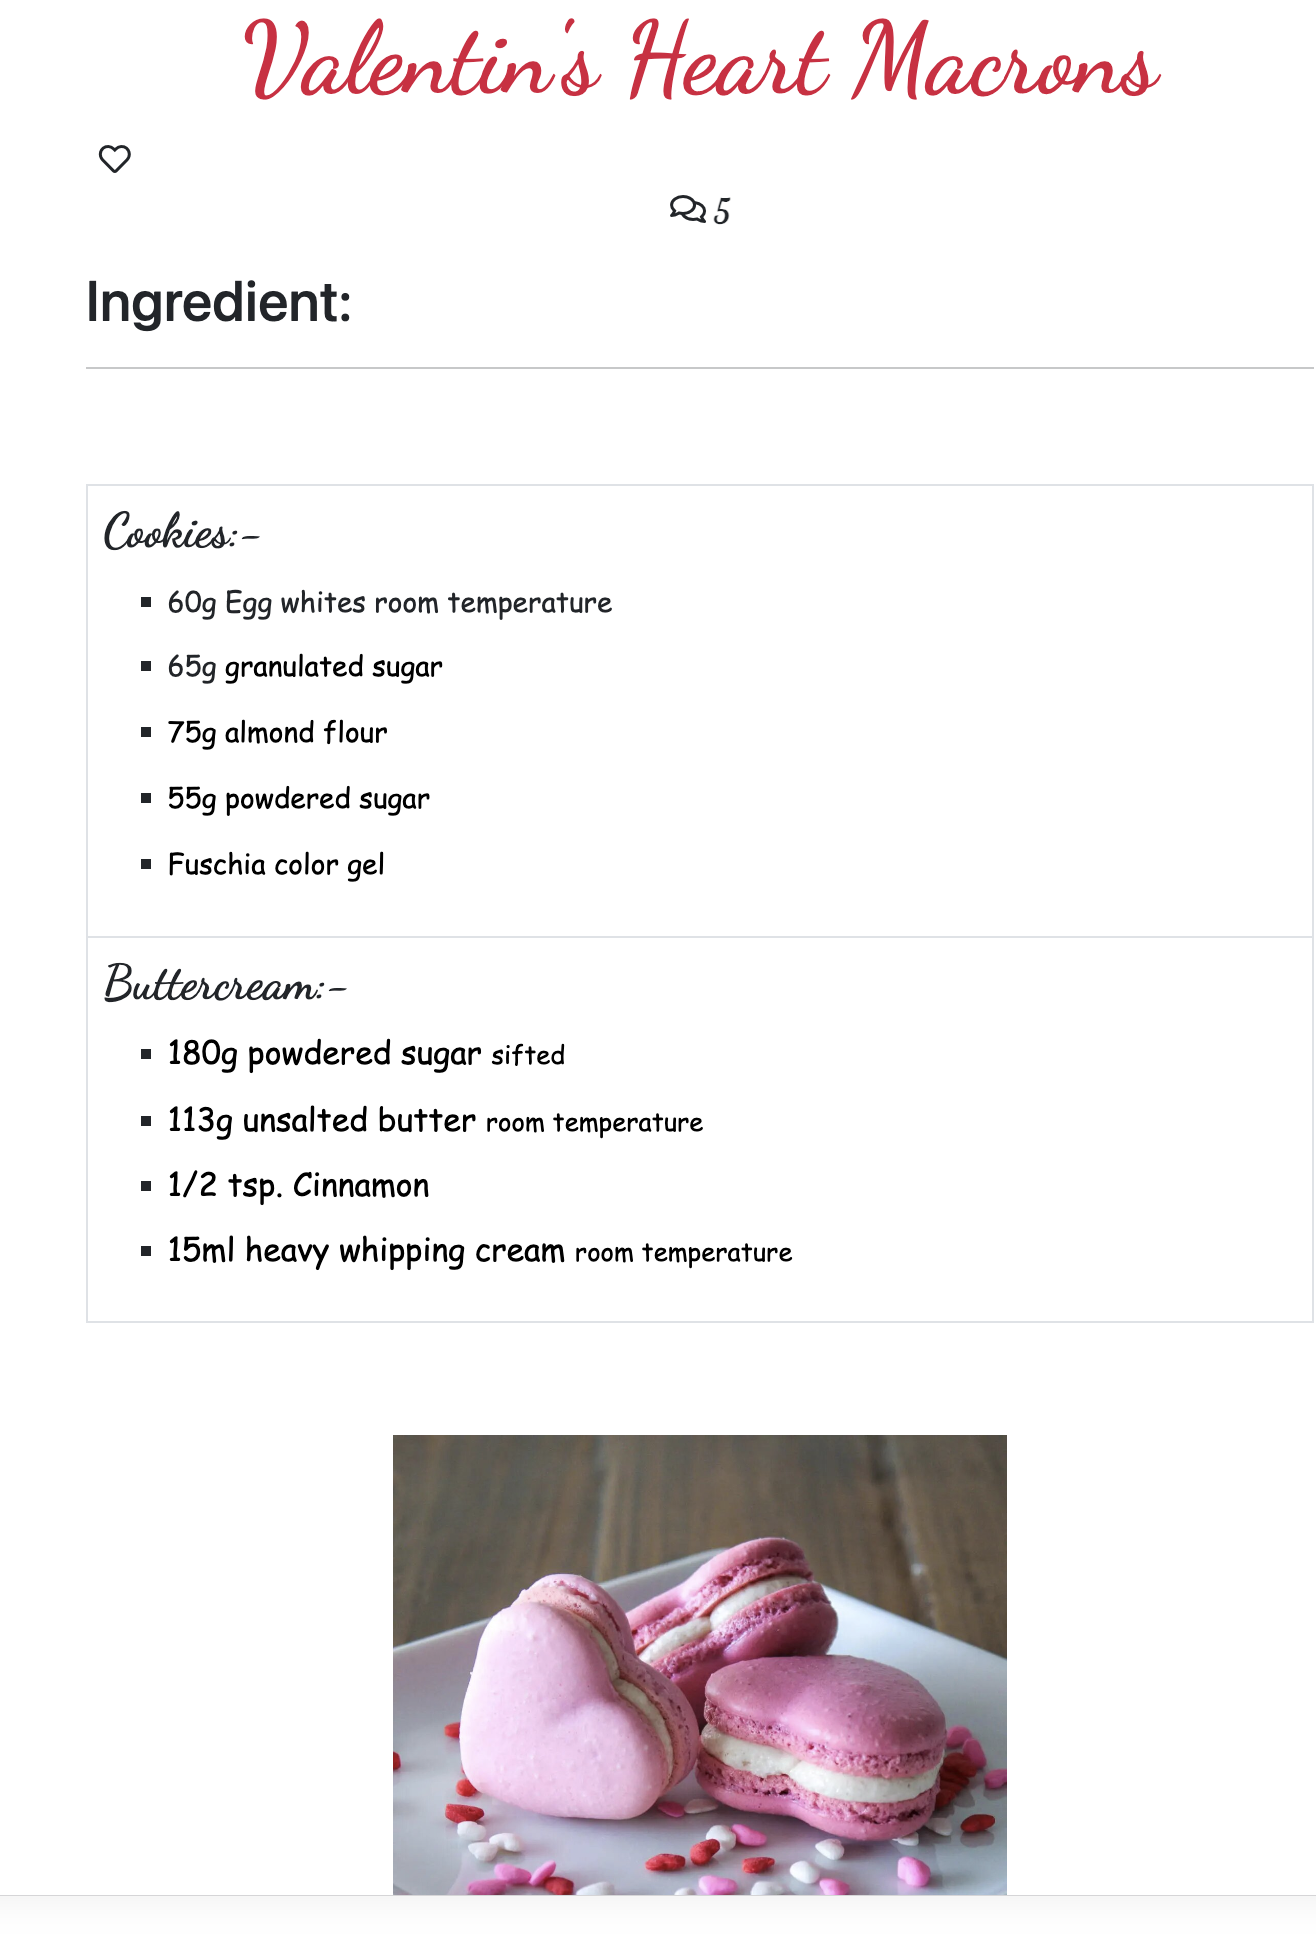 Valentin's Heart Macrons
5
Ingredient:
Cookies:-
60g Egg whites room temperature
65g granulated sugar
75g almond flour
55g powdered sugar
Fuschia color gel
Buttercream:-
180g powdered sugar sifted
113g unsalted butter room temperature
1/2 tsp. Cinnamon
15ml heavy whipping cream room temperature